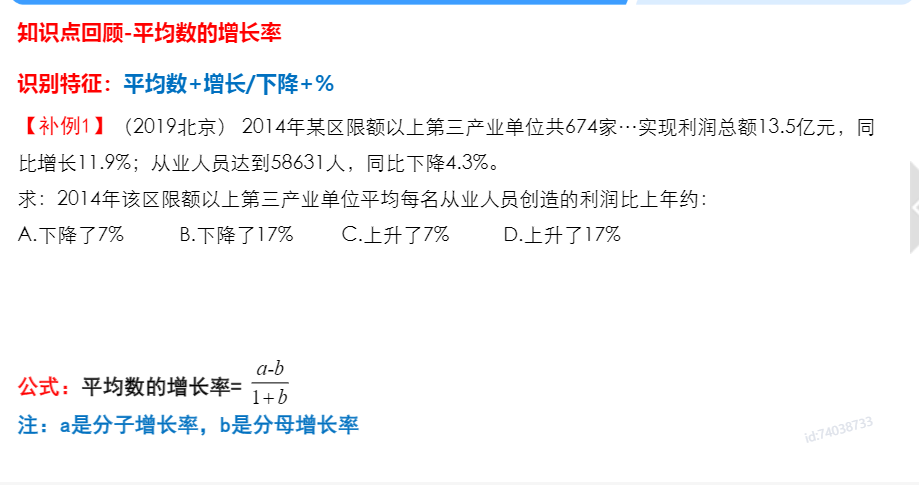 知识点回顾-平均数的增长率
识别特征：平均数+增长/下降+%
【补例1】（2019北京） 2014年某区限额以上第三产业单位共674家…实现利润总额13.5亿元，同
比增长11.9%；从业人员达到58631人，同比下降4.3%。
求：2014年该区限额以上第三产业单位平均每名从业人员创造的利润比上年约：
A.下降了7% B.下降了17% C.上升了7% D.上升了17%
公式：平均数的增长率= a-b / 1+b
注：a是分子增长率，b是分母增长率
id:74038733